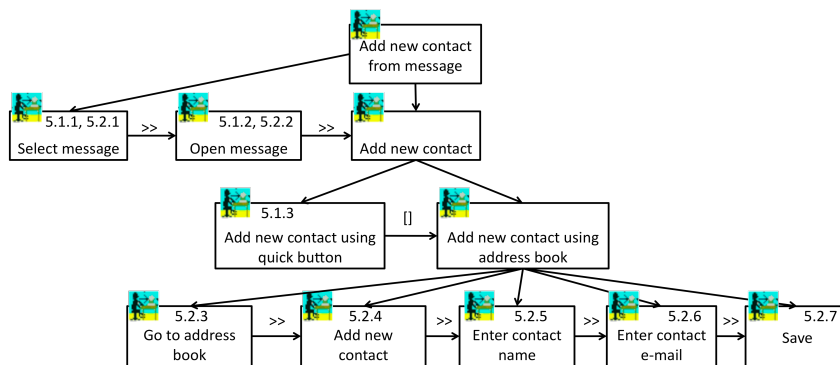 Add new contact
from message
5.1.1, 5.2.1
Select message
>>
5.1.2, 5.2.2
Open message
>>
Add new contact
5.1.3
Add new contact using
quick button
[]
Add new contact using
address book
5.2.3
Go to address
book
>>
5.2.4
Add new
contact
>>
5.2.5
Enter contact
name
>>
5.2.6
Enter contact
e-mail
>>
5.2.7
Save